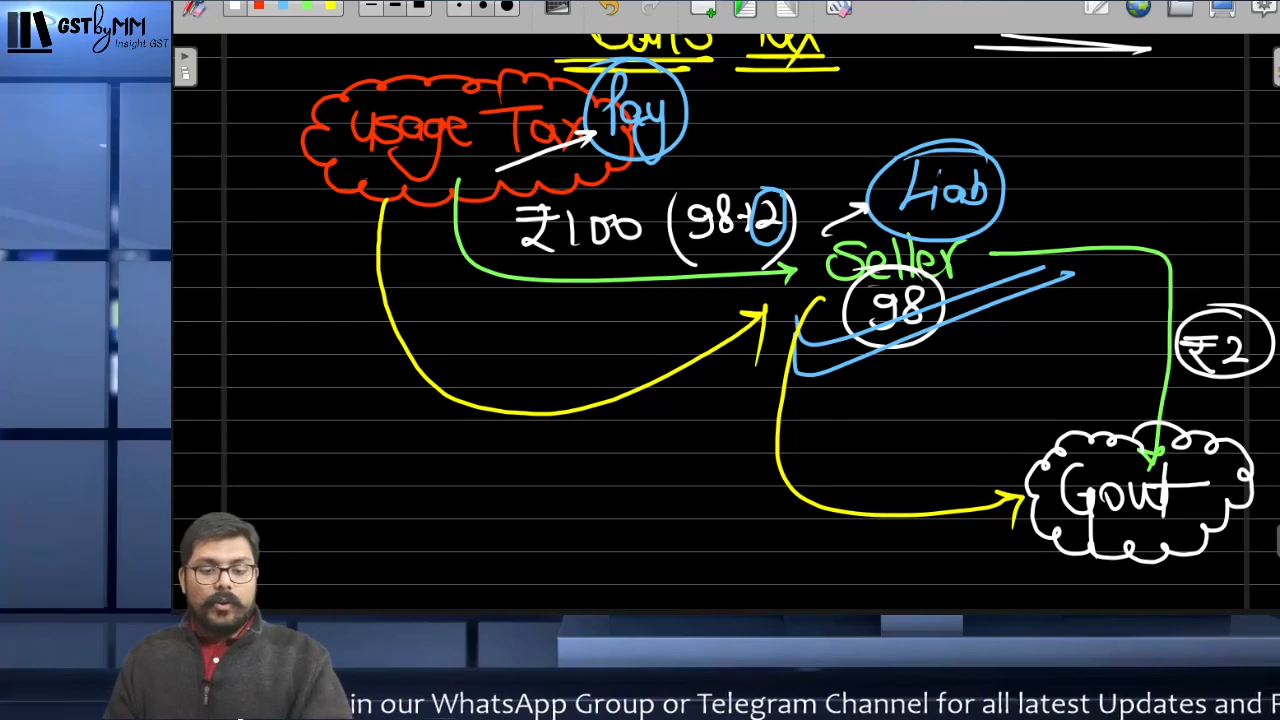 GSTbyMM
Insight GST
Tax
Usage Tax
Pay
₹100 (98+2)
Liab
Seller
98
₹2
Govt
in our WhatsApp Group or Telegram Channel for all latest Updates and